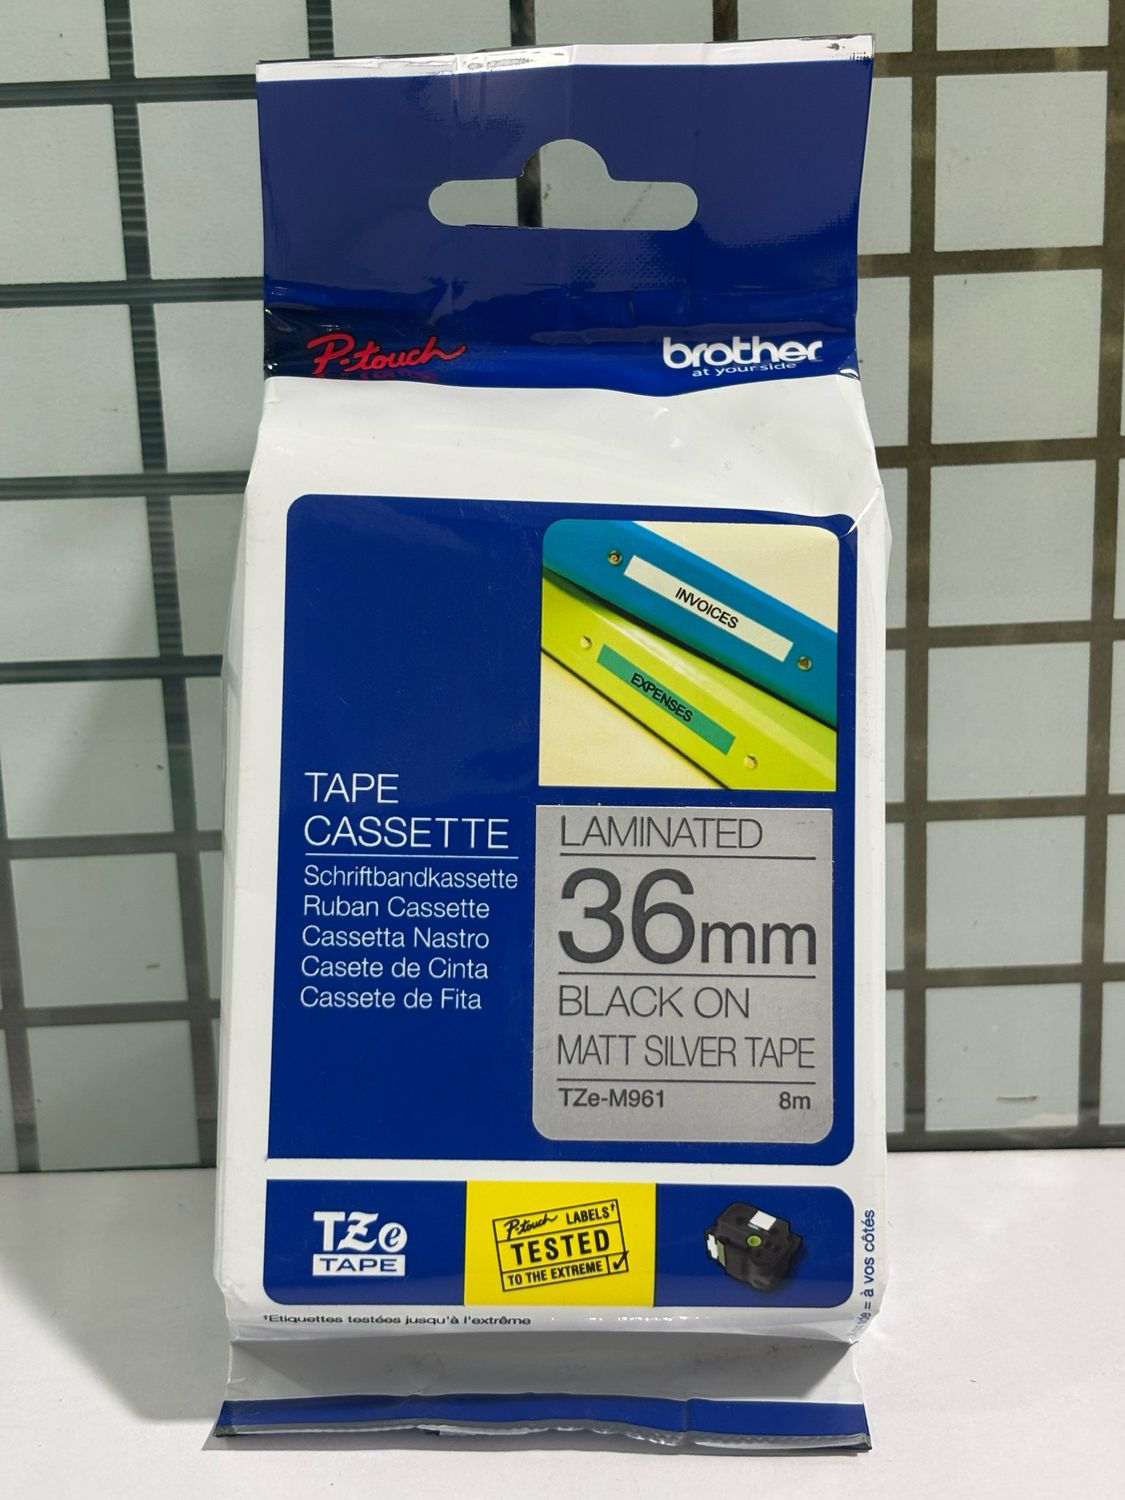 P-touch
brother
at your side
INVOICES
EXPENSES
TAPE
CASSETTE
Schriftbandkassette
Ruban Cassette
Cassetta Nastro
Casete de Cinta
Cassete de Fita
LAMINATED
36mm
BLACK ON
MATT SILVER TAPE
TZe-M961 8m
TZe
TAPE
P-touch LABELS†
TESTED
TO THE EXTREME
†Etiquettes testées jusqu'à l'extrême
= à vos côtés